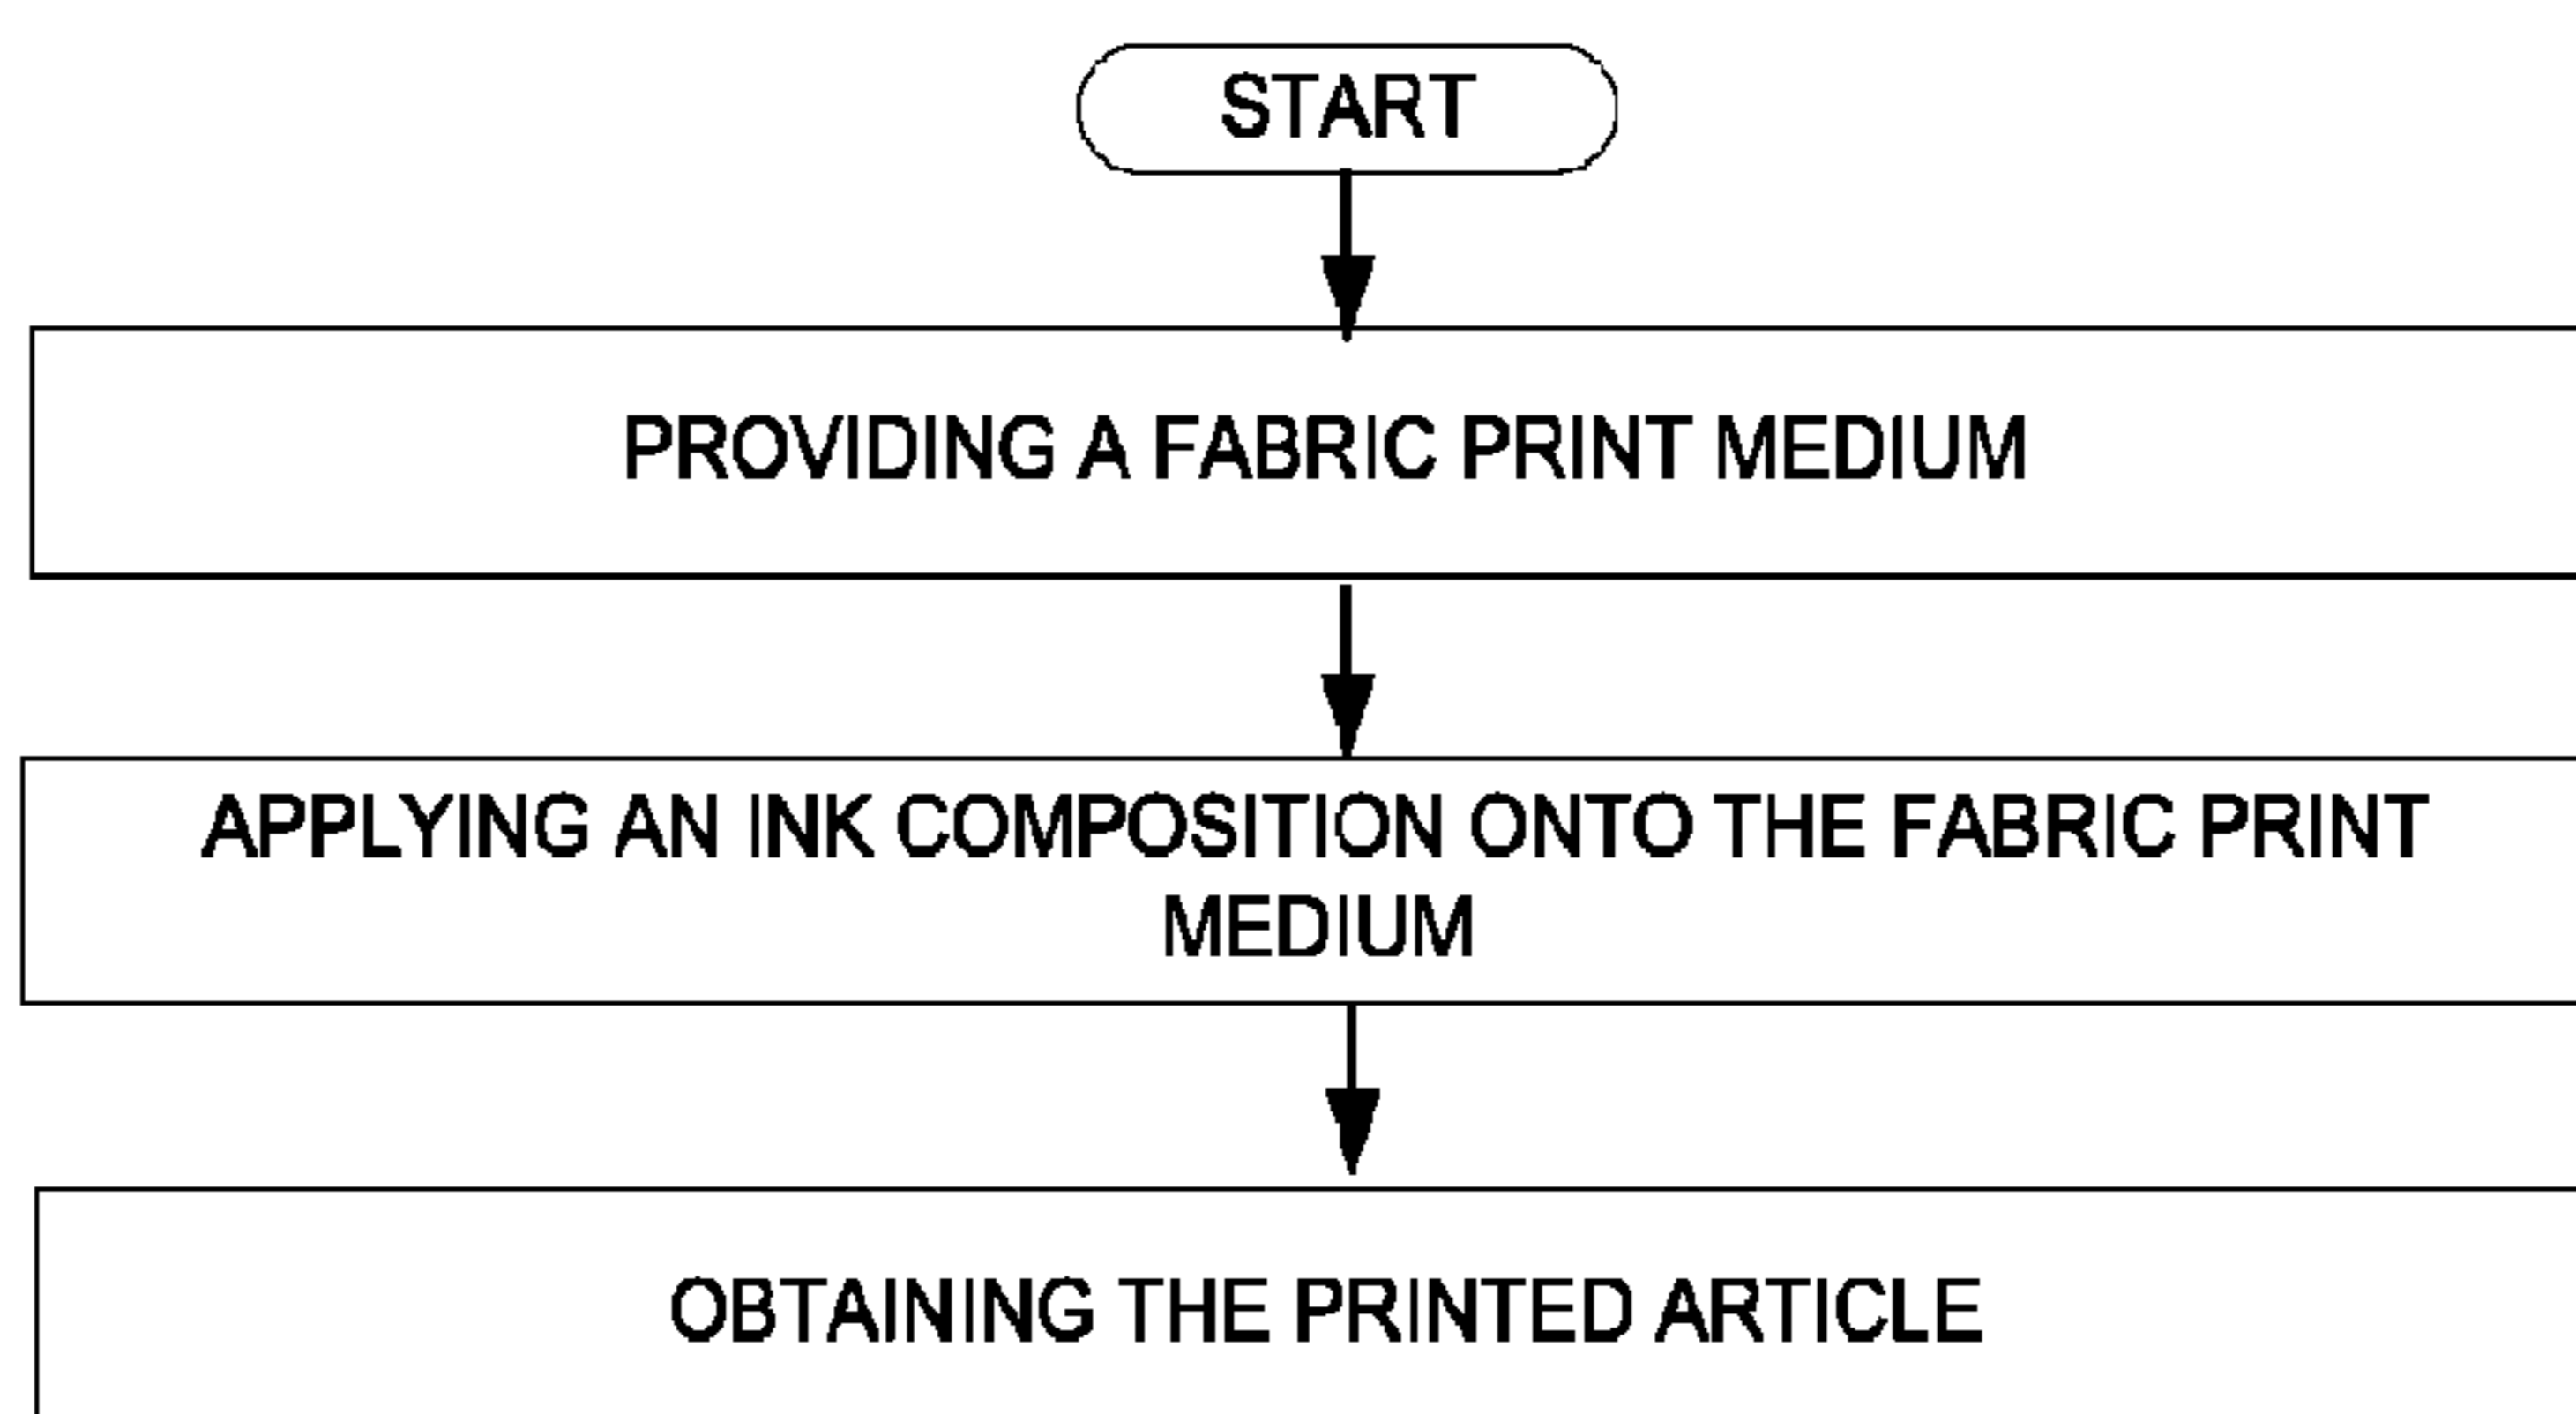 START
PROVIDING A FABRIC PRINT MEDIUM
APPLYING AN INK COMPOSITION ONTO THE FABRIC PRINT
MEDIUM
OBTAINING THE PRINTED ARTICLE